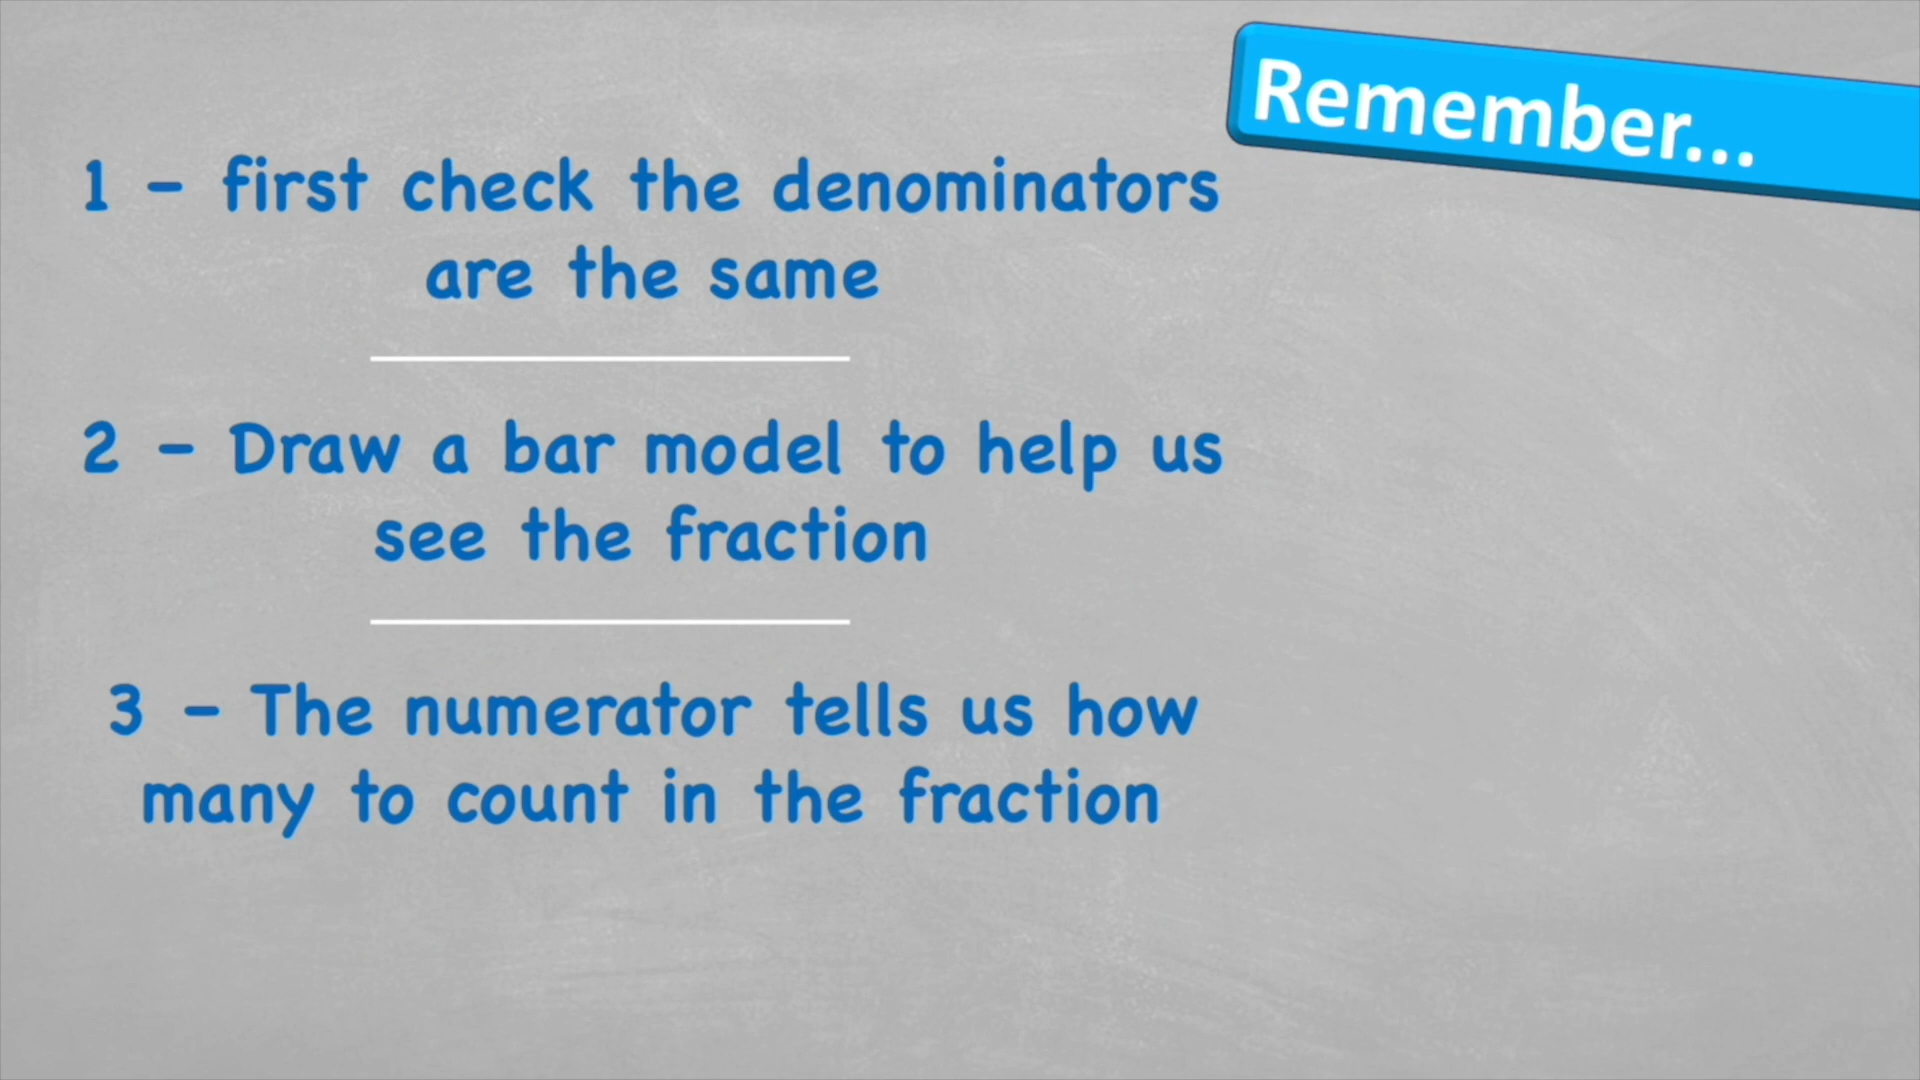 Remember...
1 - first check the denominators
are the same
2 - Draw a bar model to help us
see the fraction
3 - The numerator tells us how
many to count in the fraction